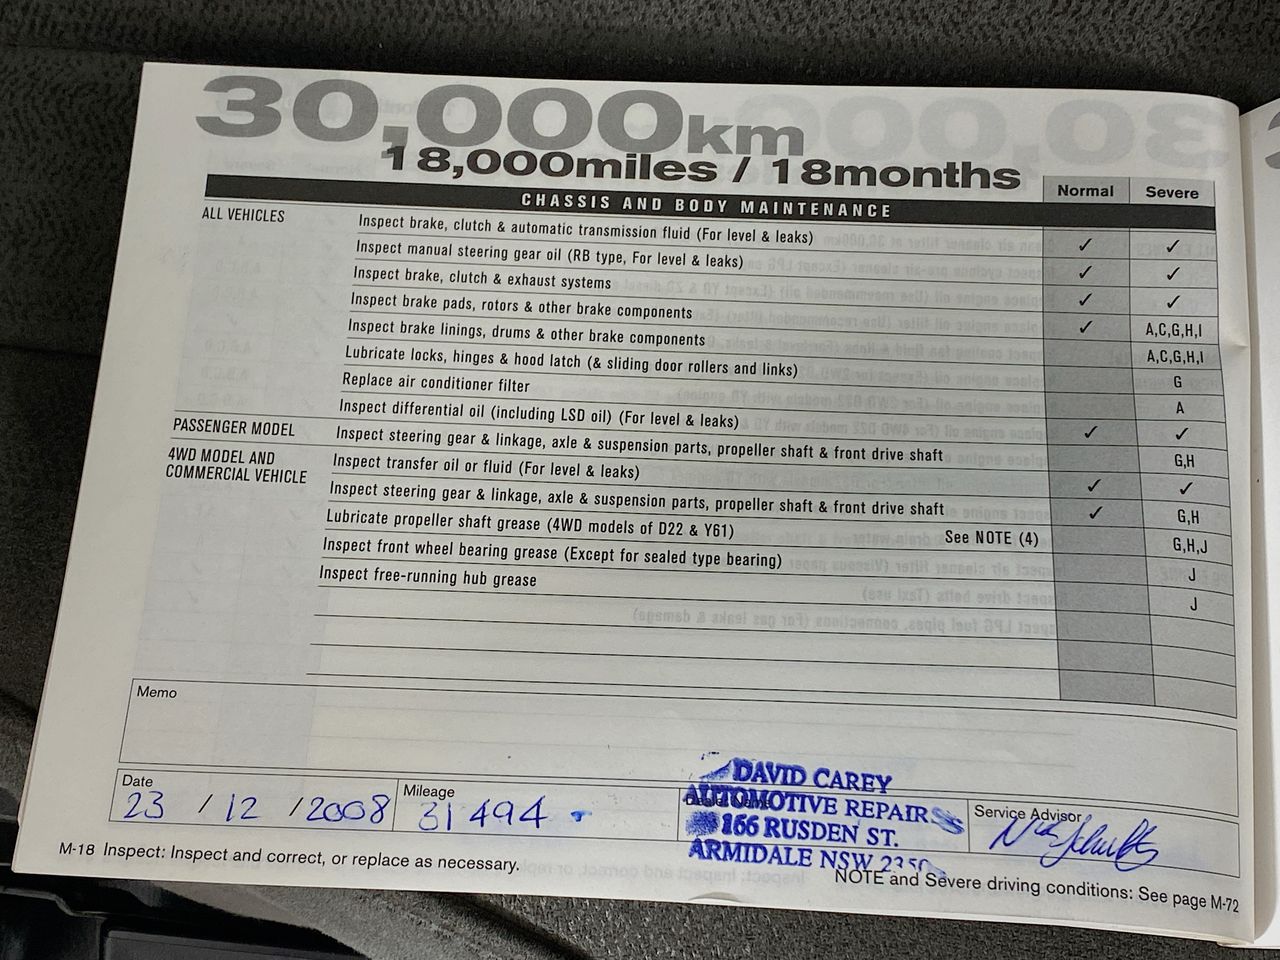 30,000km
18,000miles / 18months
Normal Severe
CHASSIS AND BODY MAINTENANCE
ALL VEHICLES Inspect brake, clutch & automatic transmission fluid (For level & leaks) ✓ ✓
Inspect manual steering gear oil (RB type, For level & leaks) ✓ ✓
Inspect brake, clutch & exhaust systems ✓ ✓
Inspect brake pads, rotors & other brake components ✓ A,C,G,H,I
Inspect brake linings, drums & other brake components A,C,G,H,I
Lubricate locks, hinges & hood latch (& sliding door rollers and links) G
Replace air conditioner filter A
Inspect differential oil (including LSD oil) (For level & leaks) ✓ ✓
PASSENGER MODEL Inspect steering gear & linkage, axle & suspension parts, propeller shaft & front drive shaft G,H
4WD MODEL AND Inspect transfer oil or fluid (For level & leaks) ✓ ✓
COMMERCIAL VEHICLE Inspect steering gear & linkage, axle & suspension parts, propeller shaft & front drive shaft ✓ G,H
Lubricate propeller shaft grease (4WD models of D22 & Y61) See NOTE (4) G,H,J
Inspect front wheel bearing grease (Except for sealed type bearing) J
Inspect free-running hub grease J
Memo
Date
23 / 12 / 2008
Mileage
31494
DAVID CAREY
AUTOMOTIVE REPAIRS
166 RUSDEN ST.
ARMIDALE NSW 2350
Service Advisor
M-18 Inspect: Inspect and correct, or replace as necessary.
NOTE and Severe driving conditions: See page M-72